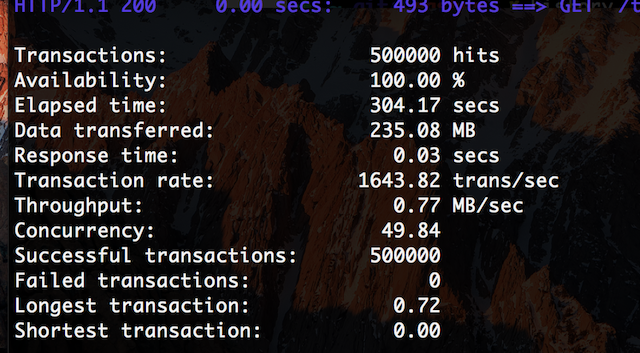 HTTP/1.1 200 0.00 secs: 493 bytes ==> GET /t
Transactions: 500000 hits
Availability: 100.00 %
Elapsed time: 304.17 secs
Data transferred: 235.08 MB
Response time: 0.03 secs
Transaction rate: 1643.82 trans/sec
Throughput: 0.77 MB/sec
Concurrency: 49.84
Successful transactions: 500000
Failed transactions: 0
Longest transaction: 0.72
Shortest transaction: 0.00